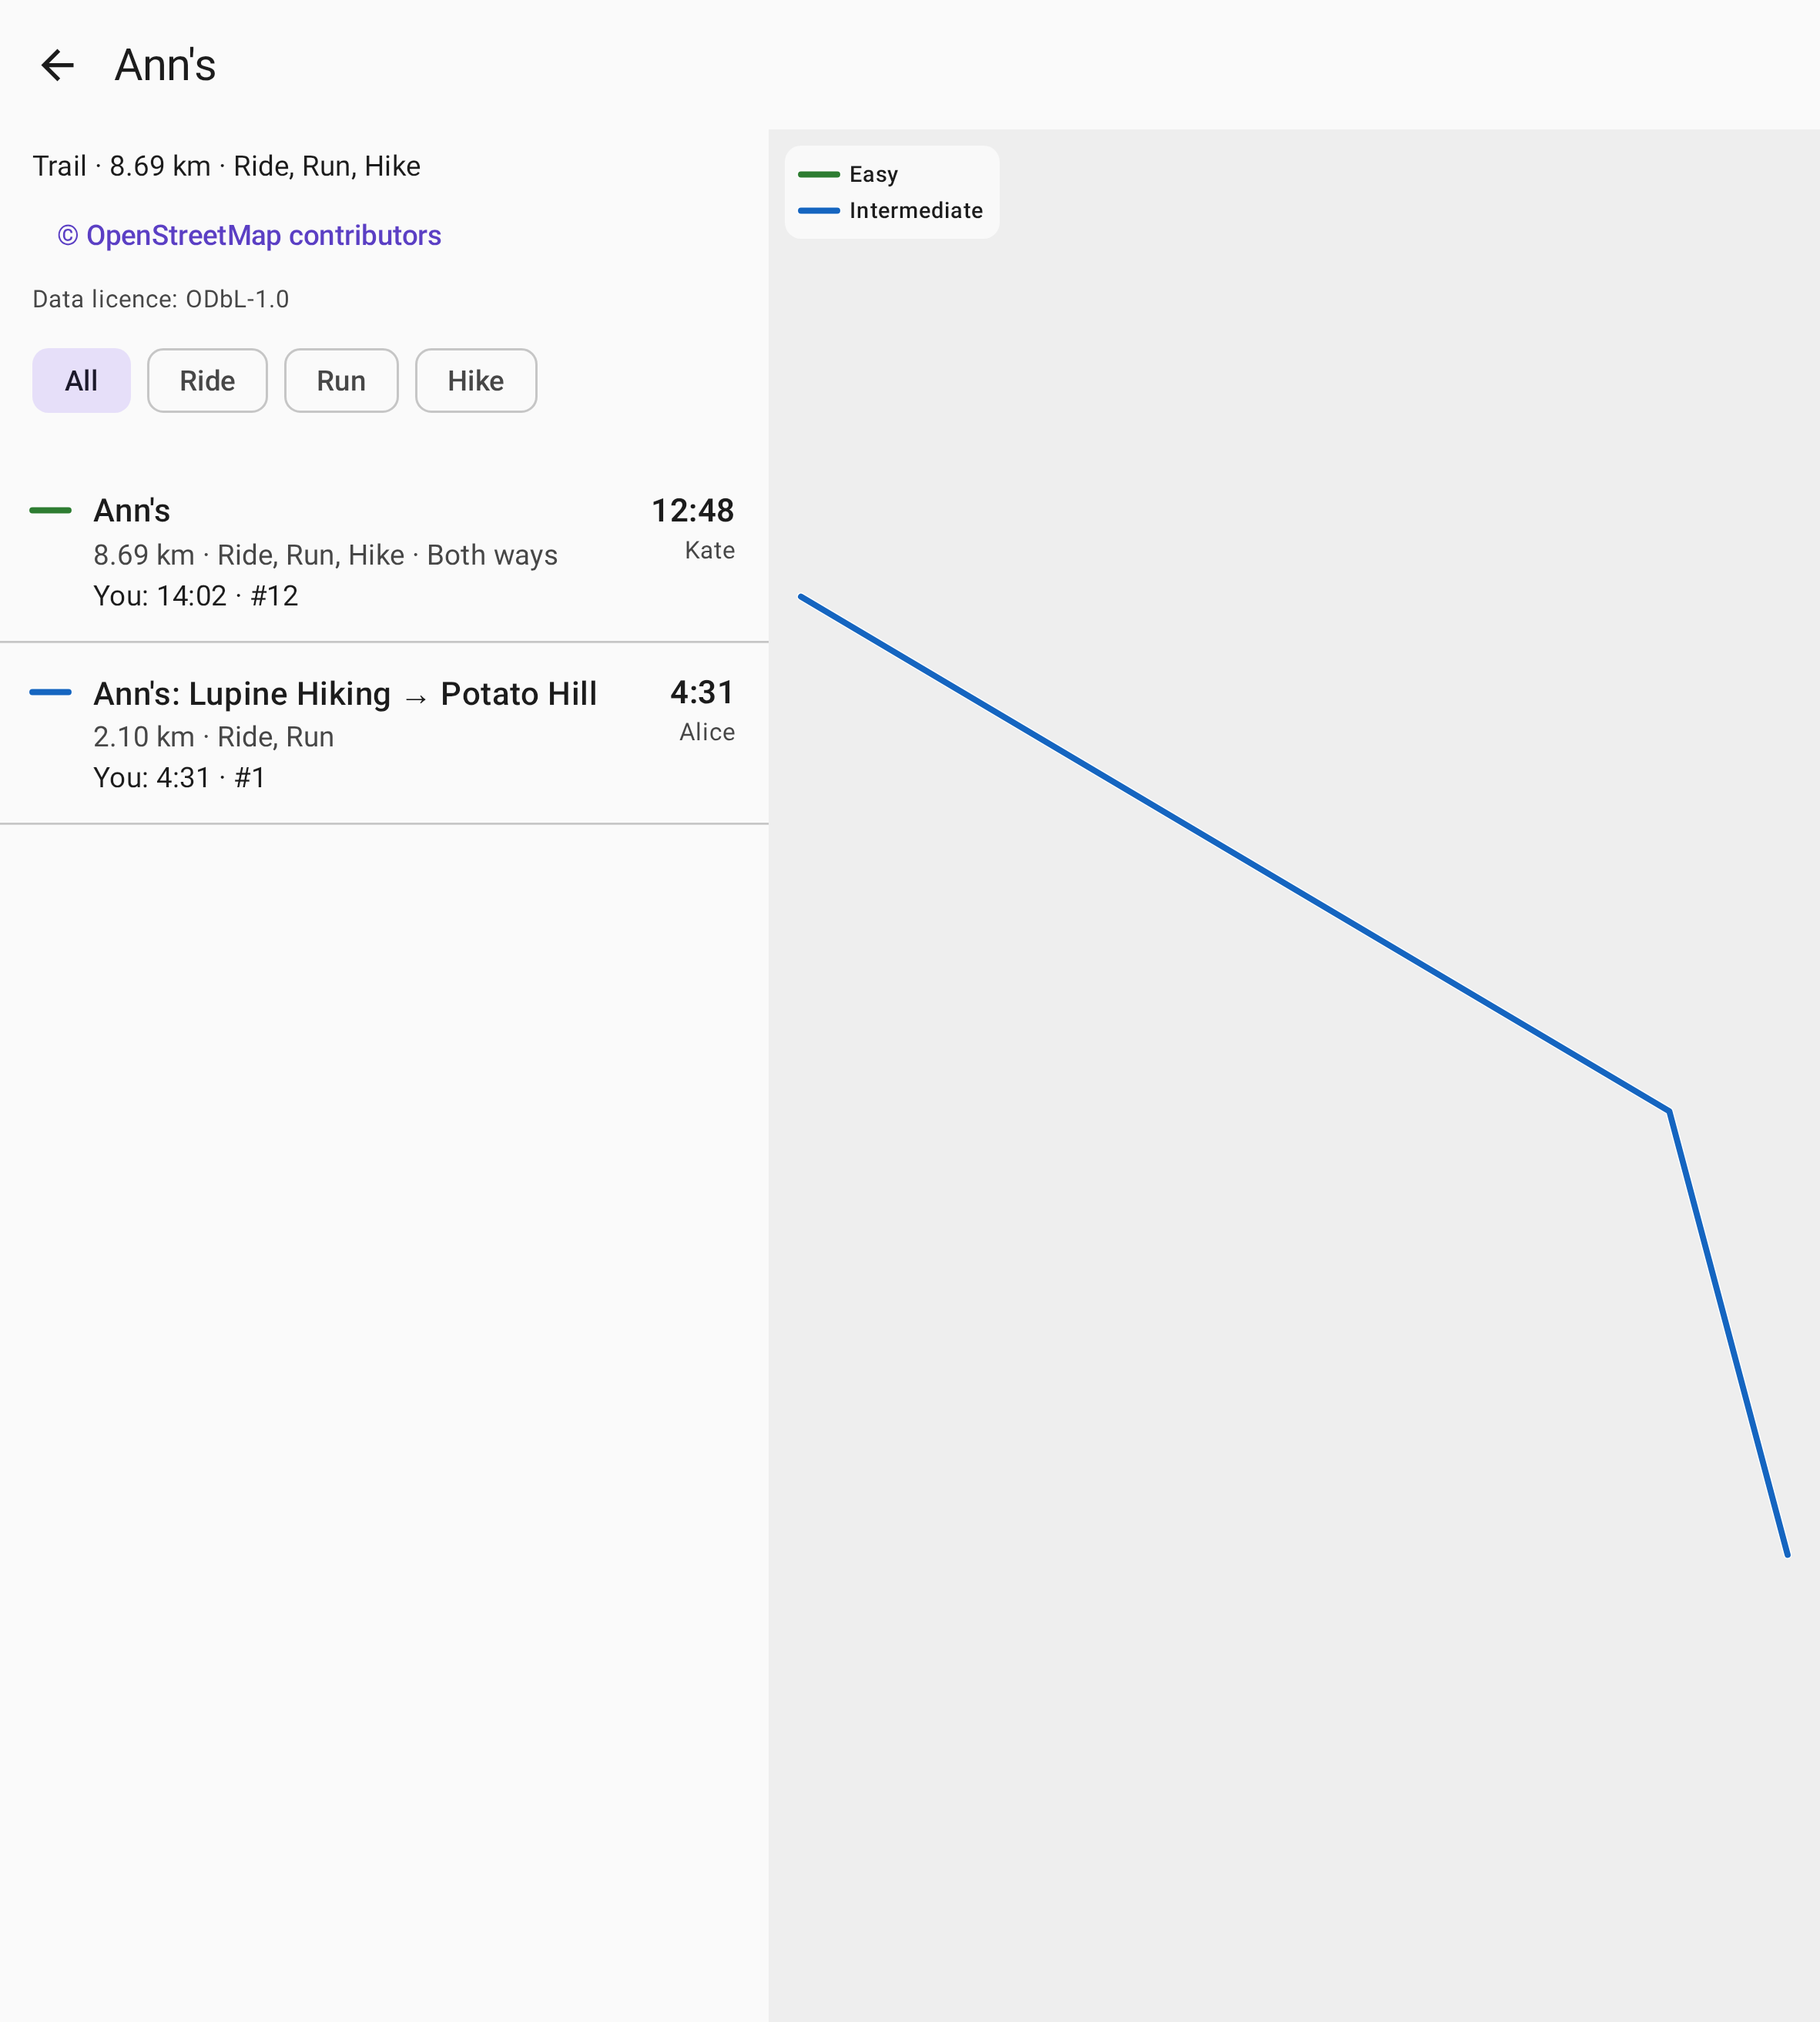 Ann's
Trail · 8.69 km · Ride, Run, Hike
© OpenStreetMap contributors
Data licence: ODbL-1.0
All
Ride
Run
Hike
Ann's
12:48
8.69 km · Ride, Run, Hike · Both ways
Kate
You: 14:02 · #12
Ann's: Lupine Hiking → Potato Hill
4:31
2.10 km · Ride, Run
Alice
You: 4:31 · #1
Easy
Intermediate